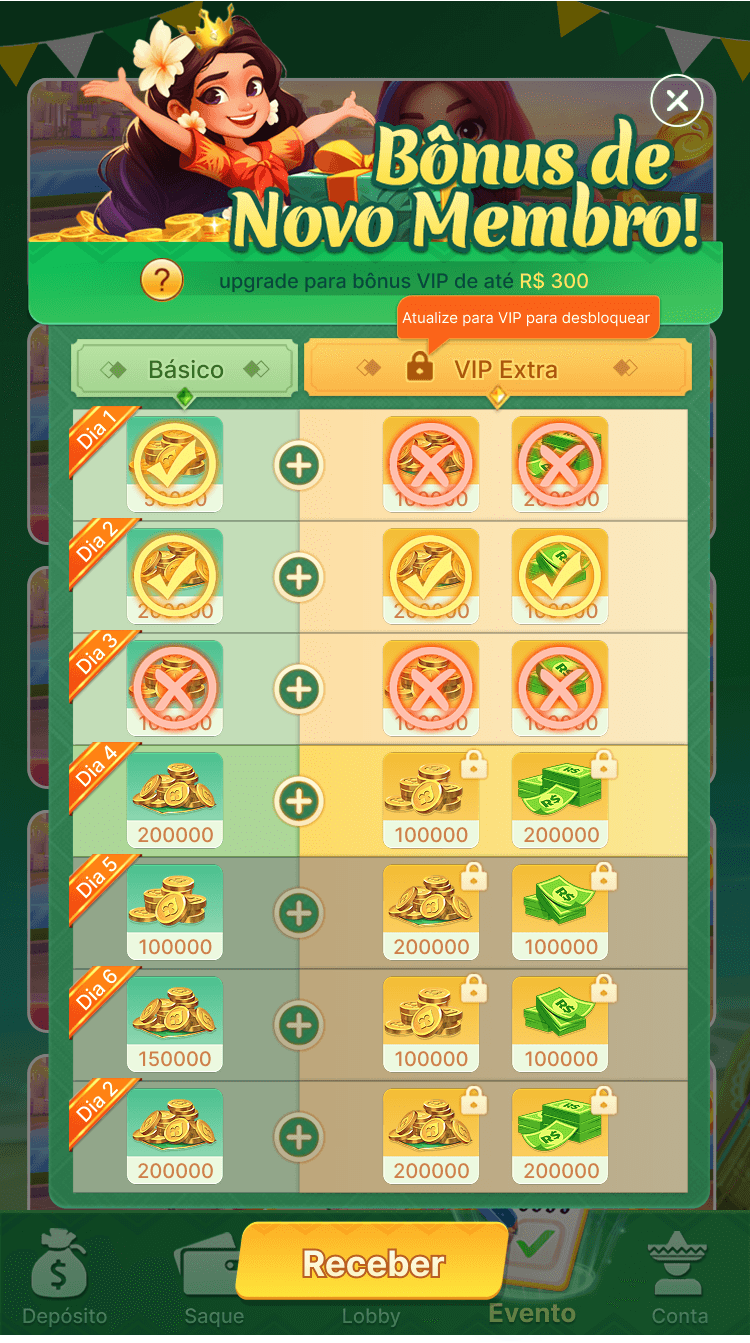 Bônus de
Novo Membro!
?
upgrade para bônus VIP de até R$ 300
Atualize para VIP para desbloquear
Básico
VIP Extra
Dia 1
Dia 2
Dia 3
Dia 4
R$
R$
200000
100000
200000
Dia 5
R$
100000
200000
100000
Dia 6
R$
150000
100000
100000
Dia 2
R$
R$
200000
200000
200000
Receber
$
Depósito
Saque
Lobby
Evento
Conta